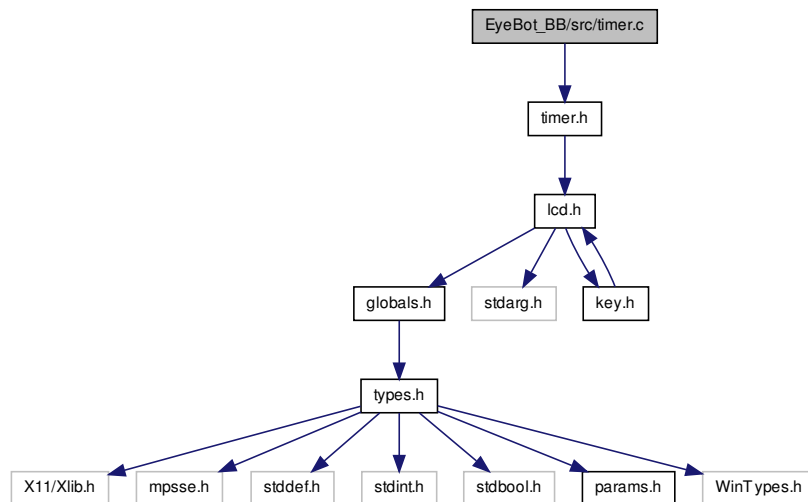 EyeBot_BB/src/timer.c
timer.h
lcd.h
globals.h
stdarg.h
key.h
types.h
X11/Xlib.h
mpsse.h
stddef.h
stdint.h
stdbool.h
params.h
WinTypes.h